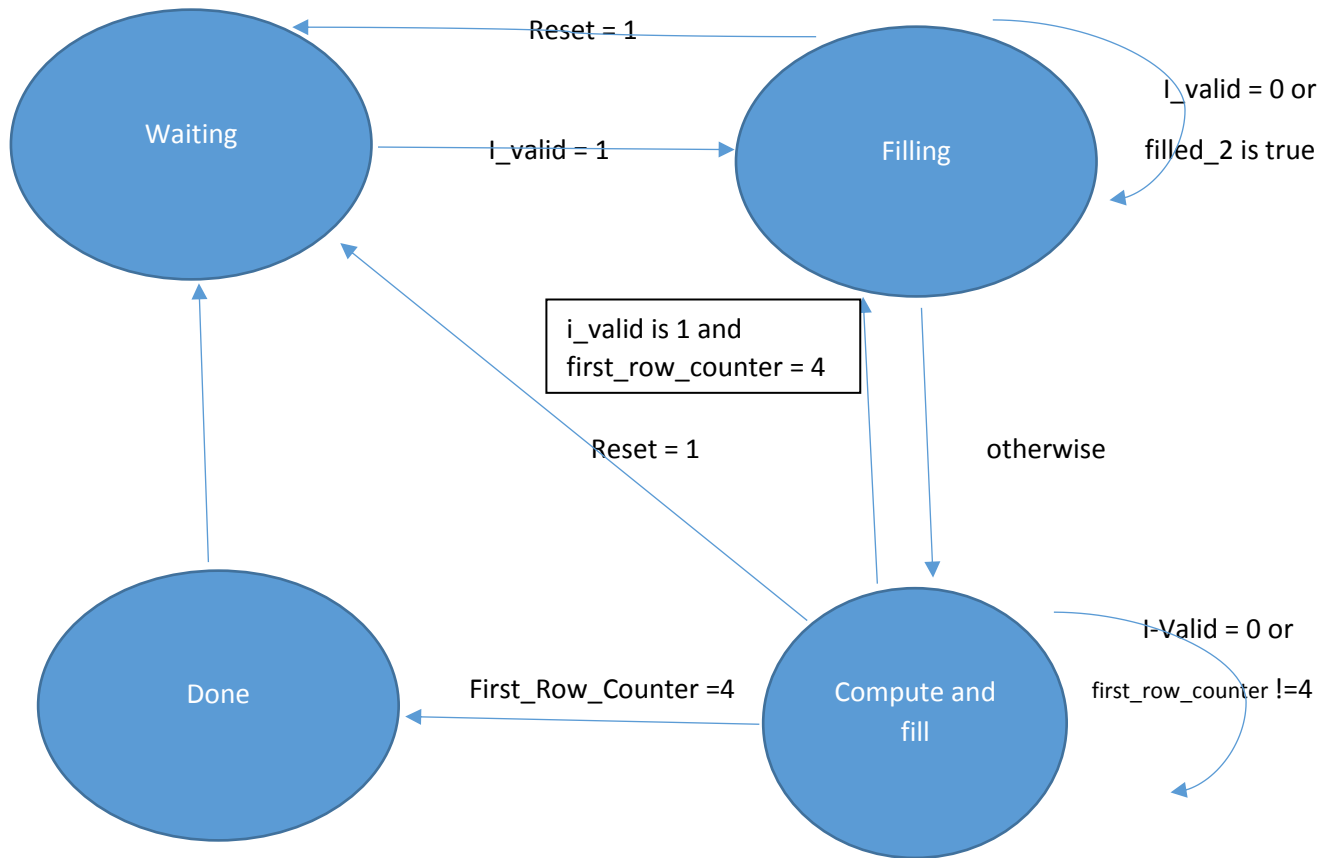 Reset = 1
I_valid = 0 or
filled_2 is true
Waiting
I_valid = 1
Filling
i_valid is 1 and
first_row_counter = 4
Reset = 1
otherwise
I-Valid = 0 or
first_row_counter !=4
Done
First_Row_Counter =4
Compute and
fill